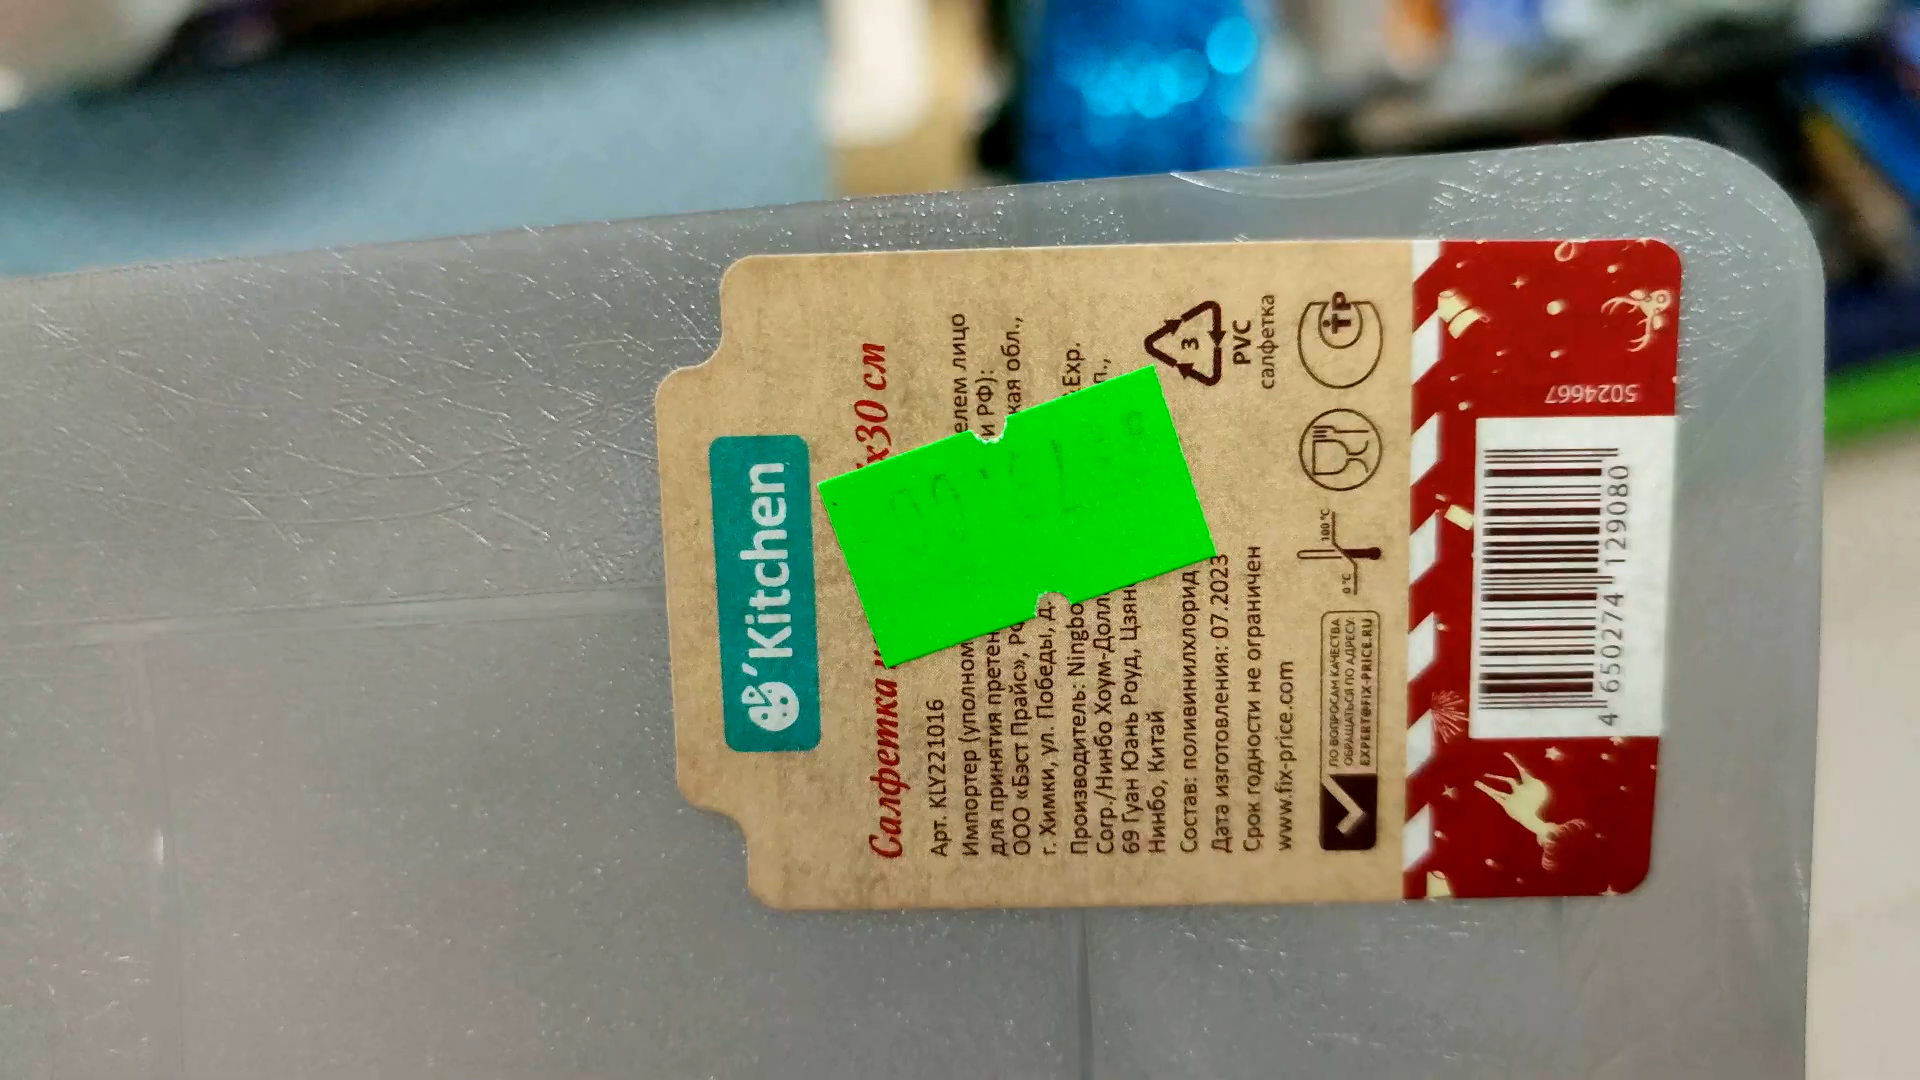 Kitchen
Салфетка х30 см
Арт. KLY221016
Импортер (уполном елем лицо
для принятия претен и РФ):
ООО «Бэст Прайс», РФ кая обл.,
г. Химки, ул. Победы, д.
Производитель: Ningbo Exp.
Corp./Нинбо Хоум-Долл п.,
69 Гуан Юань Роуд, Цзян
Нинбо, Китай
Состав: поливинилхлорид
Дата изготовления: 07.2023
Срок годности не ограничен
www.fix-price.com
3
PVC
салфетка
ПО ВОПРОСАМ КАЧЕСТВА
ОБРАЩАТЬСЯ ПО АДРЕСУ:
EXPERT@FIX-PRICE.RU
0 °C 100 °C
СТР
5024667
4 650274 129080